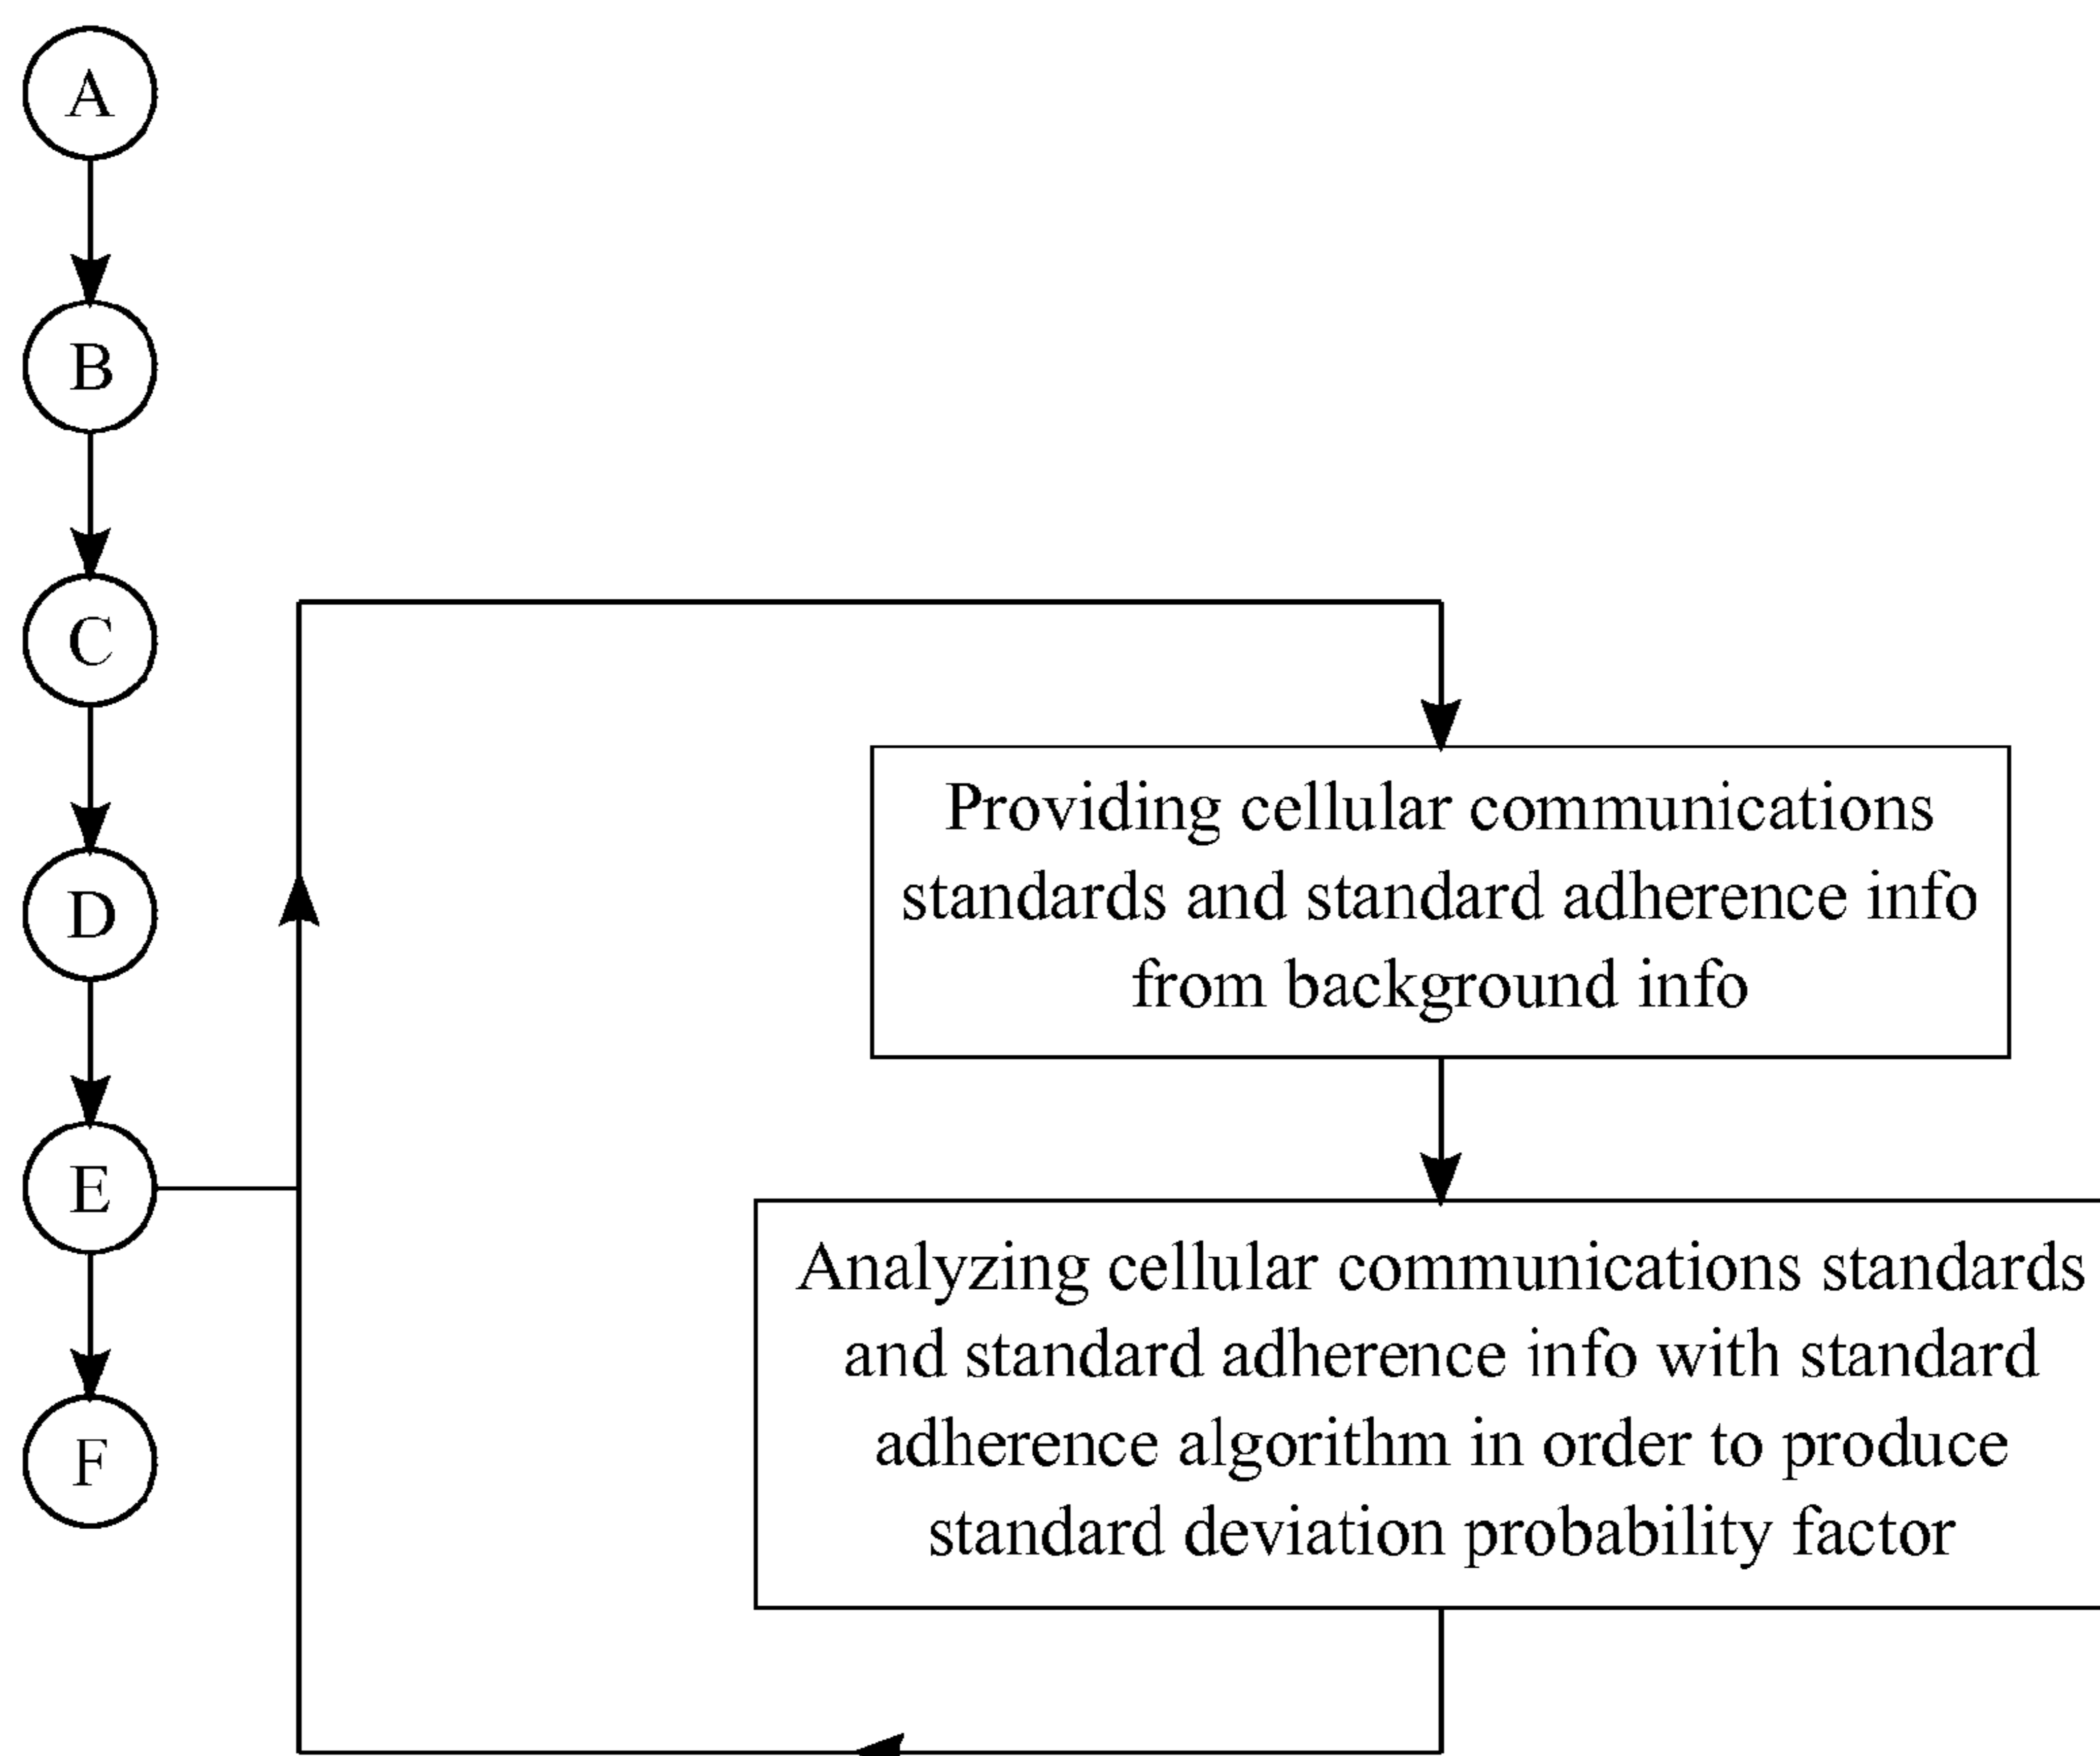 A
B
C
D
E
F
Providing cellular communications
standards and standard adherence info
from background info
Analyzing cellular communications standards
and standard adherence info with standard
adherence algorithm in order to produce
standard deviation probability factor